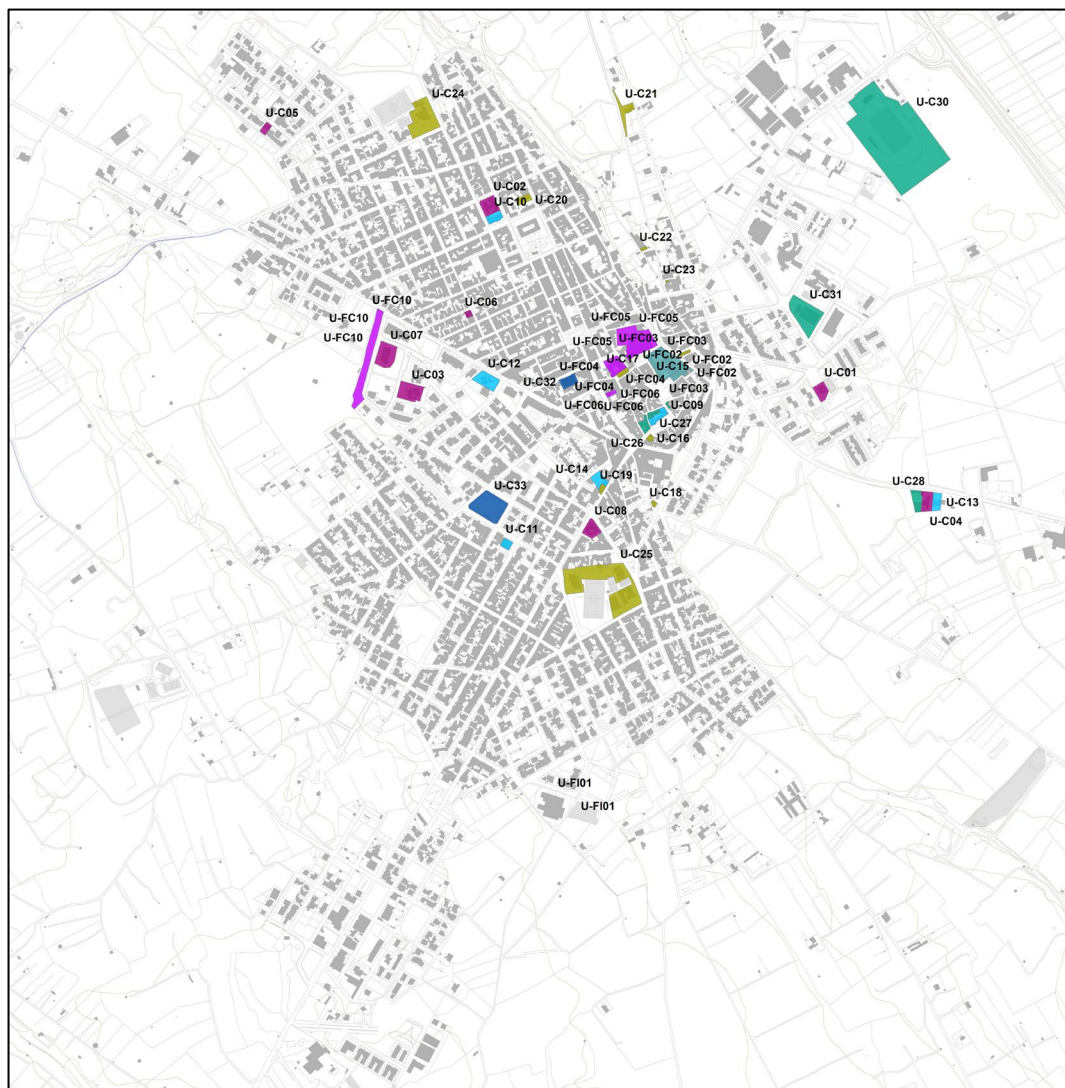 U-C24
U-C21
U-C30
U-C05
U-C02
U-C10
U-C20
U-C22
U-C23
U-C31
U-FC10
U-FC10
U-FC10
U-C06
U-C07
U-FC05
U-FC05
U-FC05
U-FC03
U-FC03
U-FC02
U-FC02
U-C17
U-C15
U-FC02
U-C12
U-FC04
U-FC04
U-C32
U-FC04
U-FC03
U-C03
U-FC06
U-C01
U-FC06
U-FC06
U-C09
U-C27
U-C26
U-C16
U-C14
U-C19
U-C33
U-C18
U-C28
U-C13
U-C08
U-C04
U-C11
U-C25
U-FI01
U-FI01